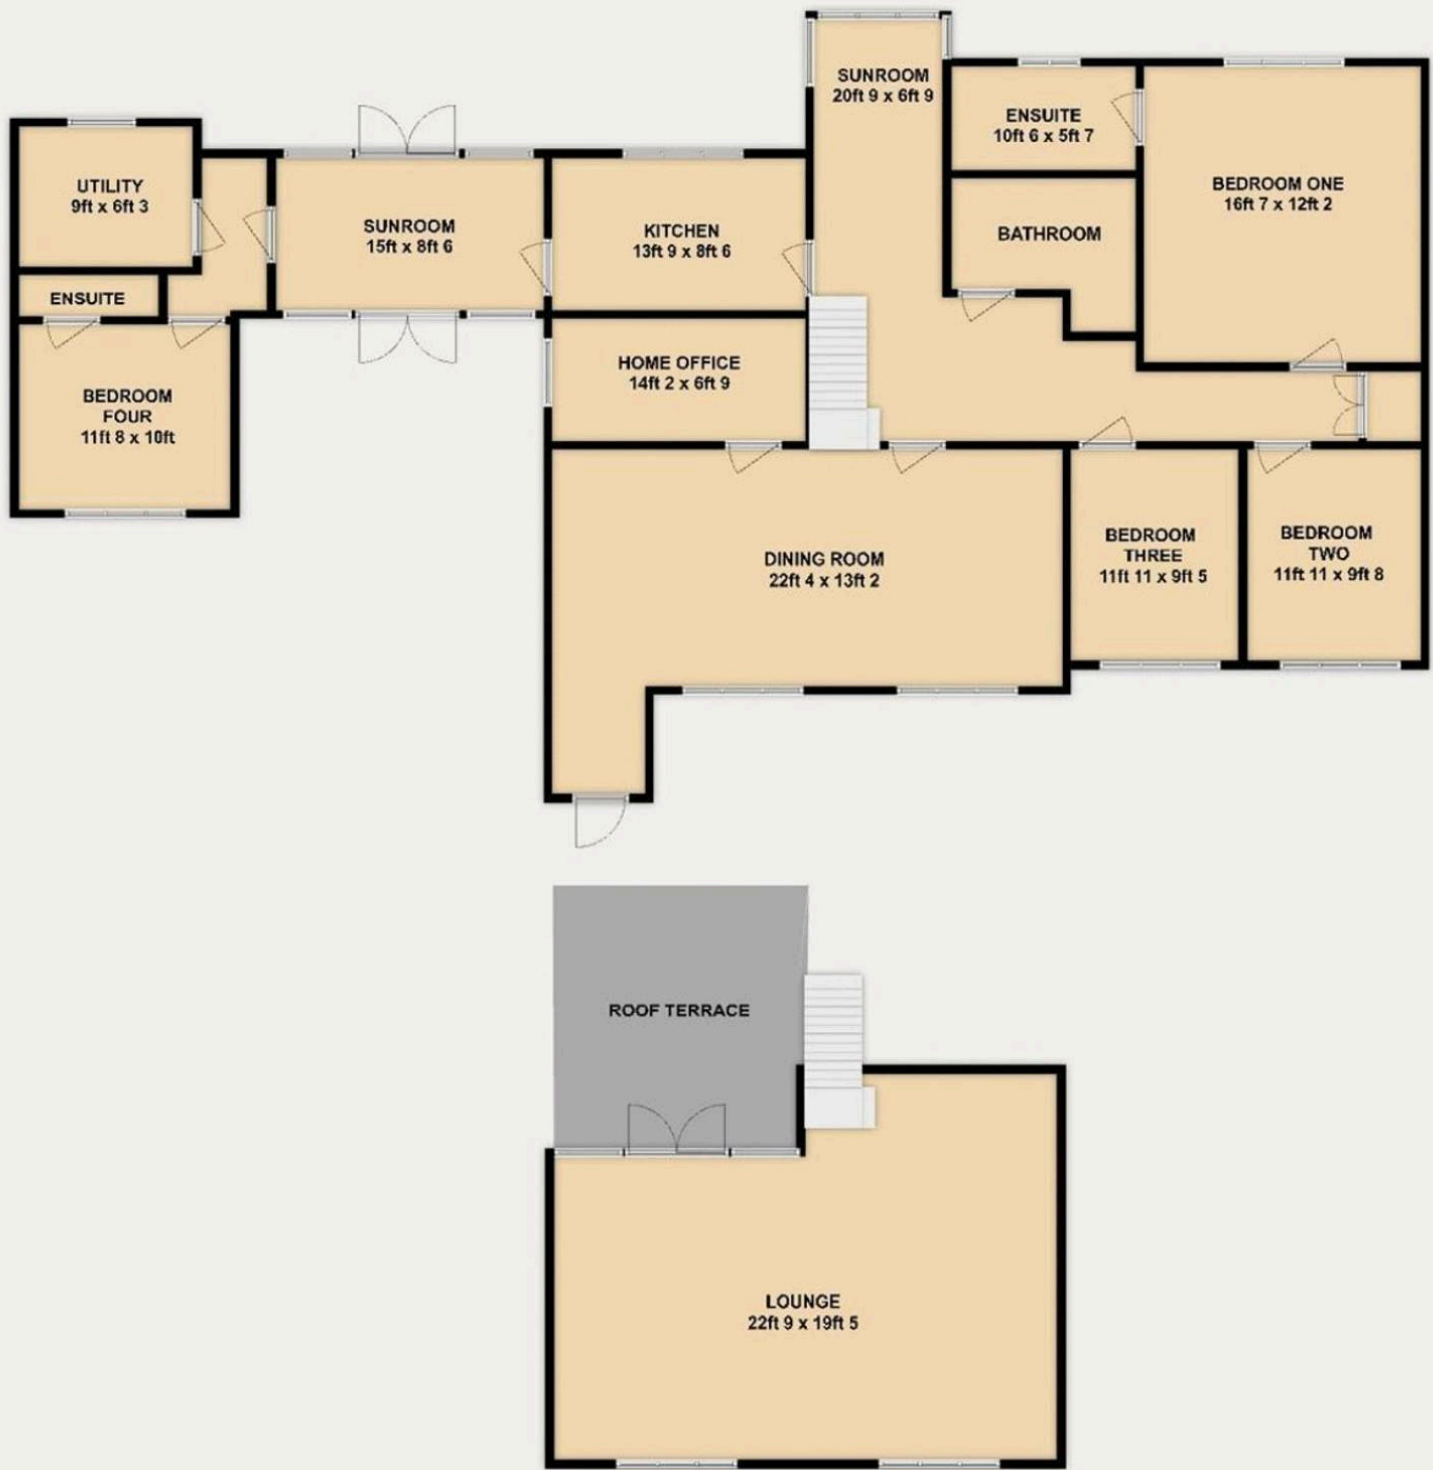 SUNROOM
20ft 9 x 6ft 9
ENSUITE
10ft 6 x 5ft 7
UTILITY
9ft x 6ft 3
BEDROOM ONE
16ft 7 x 12ft 2
SUNROOM
15ft x 8ft 6
KITCHEN
13ft 9 x 8ft 6
BATHROOM
ENSUITE
HOME OFFICE
14ft 2 x 6ft 9
BEDROOM
FOUR
11ft 8 x 10ft
DINING ROOM
22ft 4 x 13ft 2
BEDROOM
THREE
11ft 11 x 9ft 5
BEDROOM
TWO
11ft 11 x 9ft 8
ROOF TERRACE
LOUNGE
22ft 9 x 19ft 5